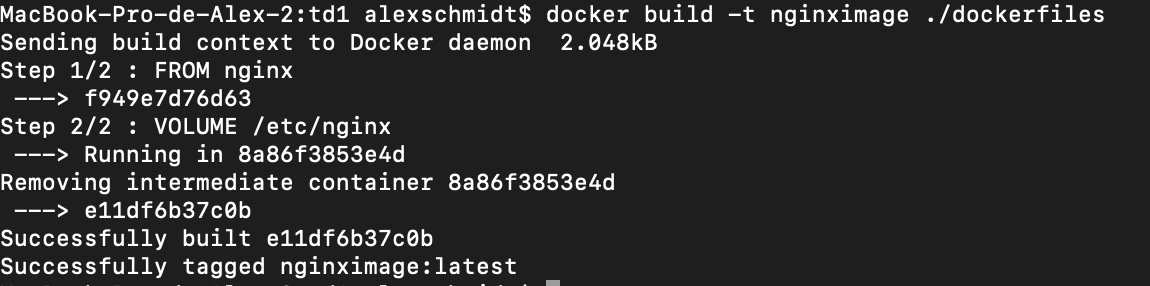 MacBook-Pro-de-Alex-2:td1 alexschmidt$ docker build -t nginximage ./dockerfiles
Sending build context to Docker daemon  2.048kB
Step 1/2 : FROM nginx
 ---> f949e7d76d63
Step 2/2 : VOLUME /etc/nginx
 ---> Running in 8a86f3853e4d
Removing intermediate container 8a86f3853e4d
 ---> e11df6b37c0b
Successfully built e11df6b37c0b
Successfully tagged nginximage:latest